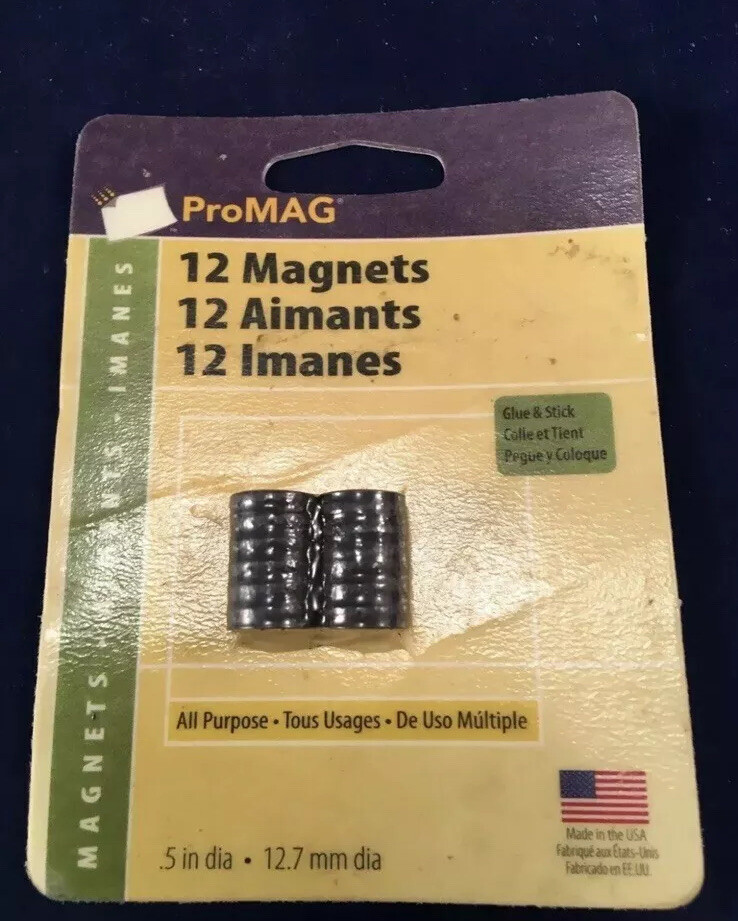 ProMAG
12 Magnets
12 Aimants
12 Imanes
Glue & Stick
Colle et Tient
Pegue y Coloque
MAGNETS - AIMANTS - IMANES
All Purpose • Tous Usages • De Uso Múltiple
.5 in dia • 12.7 mm dia
Made in the USA
Fabriqué aux États-Unis
Fabricado en EE.UU.